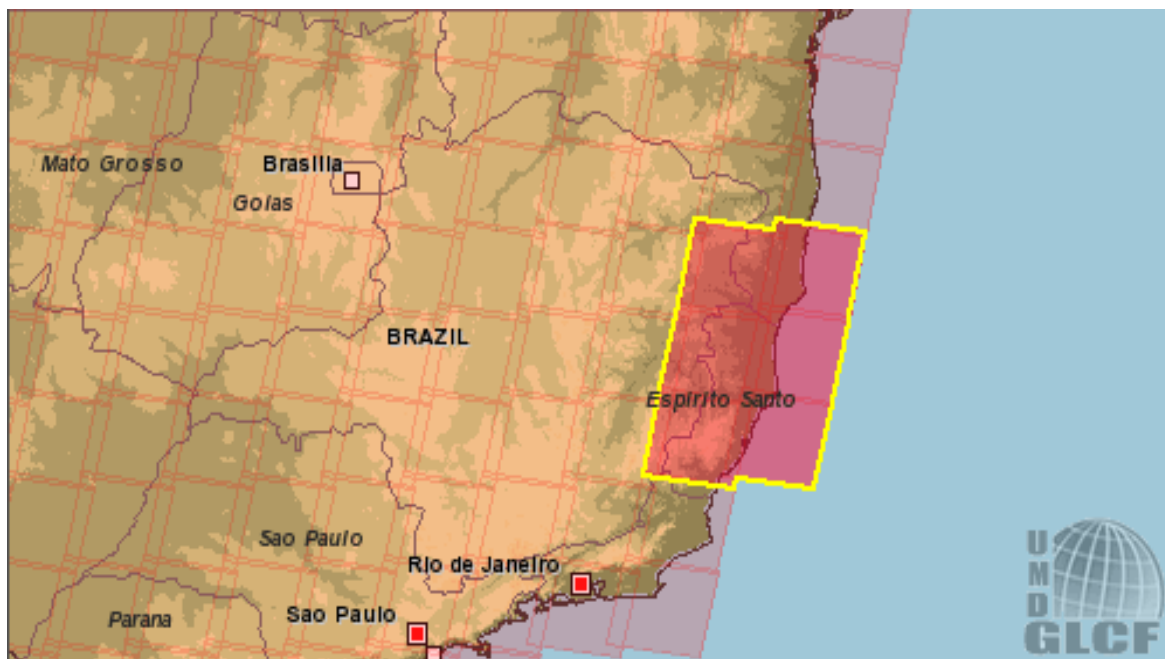 Mato Grosso
Brasilia
Goias
BRAZIL
Espirito Santo
Sao Paulo
Rio de Janeiro
Sao Paulo
Parana
UMD
GLCF